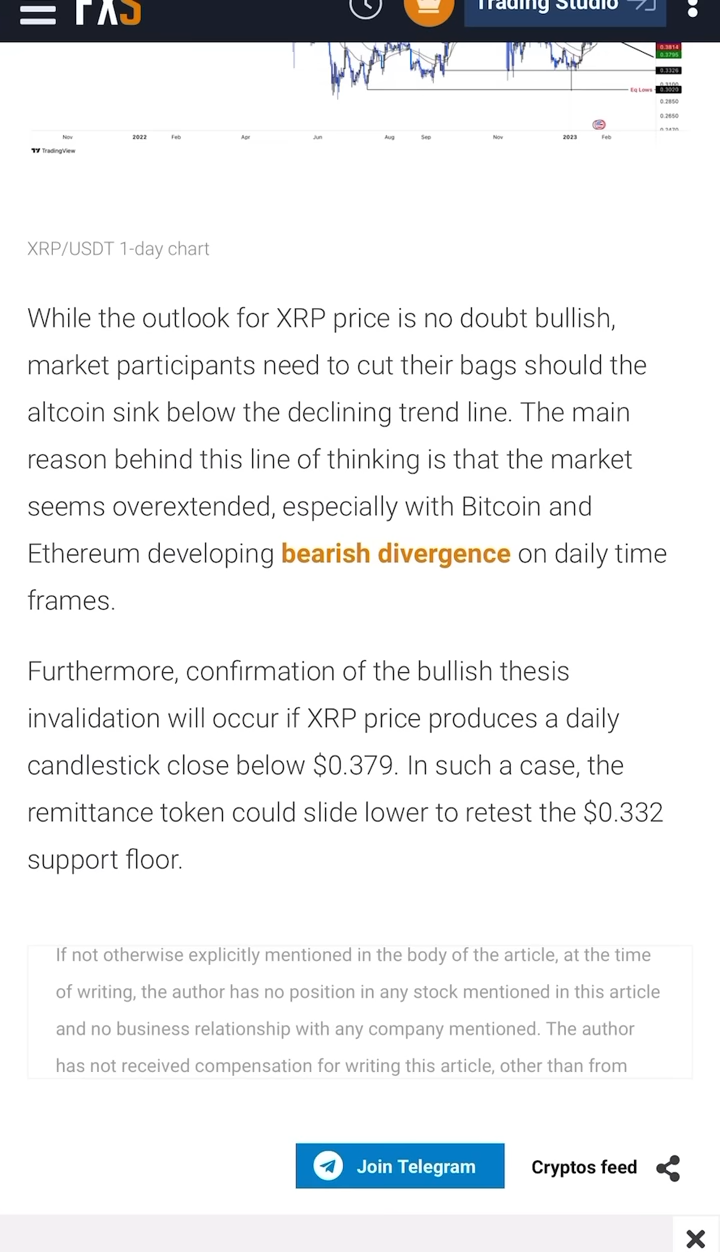 Trading Studio
0.3814
0.3795
0.3326
Eq Lows 0.3020
0.2850
0.2650
Nov 2022 Feb Apr Jun Aug Sep Nov 2023 Feb
TradingView
XRP/USDT 1-day chart
While the outlook for XRP price is no doubt bullish,
market participants need to cut their bags should the
altcoin sink below the declining trend line. The main
reason behind this line of thinking is that the market
seems overextended, especially with Bitcoin and
Ethereum developing bearish divergence on daily time
frames.
Furthermore, confirmation of the bullish thesis
invalidation will occur if XRP price produces a daily
candlestick close below $0.379. In such a case, the
remittance token could slide lower to retest the $0.332
support floor.
If not otherwise explicitly mentioned in the body of the article, at the time
of writing, the author has no position in any stock mentioned in this article
and no business relationship with any company mentioned. The author
has not received compensation for writing this article, other than from
Join Telegram
Cryptos feed